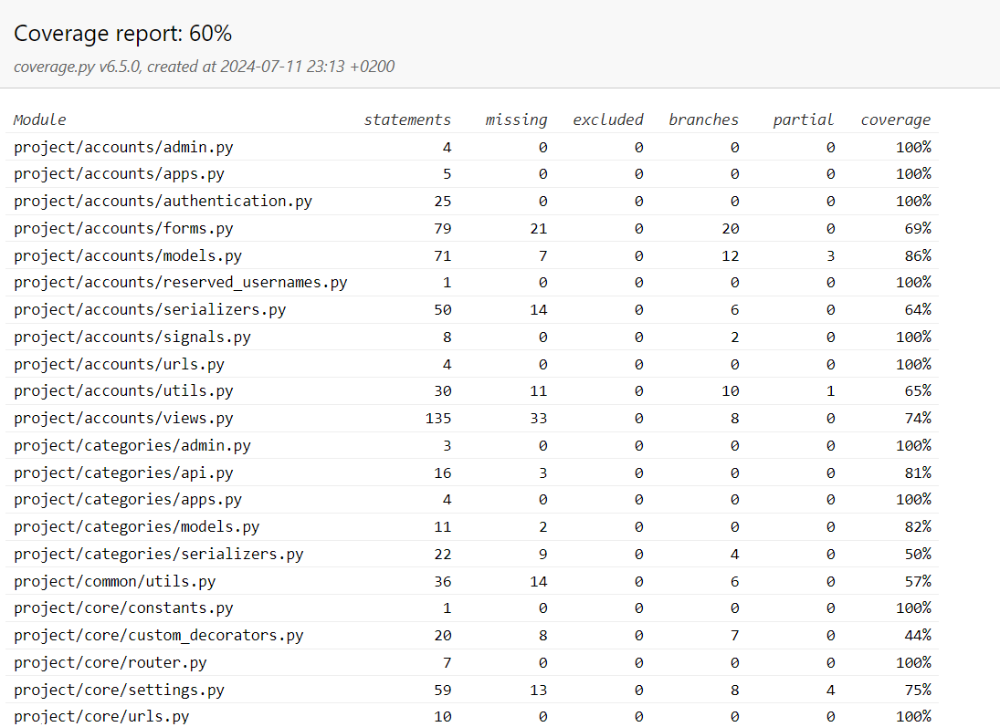 Coverage report: 60%
coverage.py v6.5.0, created at 2024-07-11 23:13 +0200
Module statements missing excluded branches partial coverage
project/accounts/admin.py 4 0 0 0 0 100%
project/accounts/apps.py 5 0 0 0 0 100%
project/accounts/authentication.py 25 0 0 0 0 100%
project/accounts/forms.py 79 21 0 20 0 69%
project/accounts/models.py 71 7 0 12 3 86%
project/accounts/reserved_usernames.py 1 0 0 0 0 100%
project/accounts/serializers.py 50 14 0 6 0 64%
project/accounts/signals.py 8 0 0 2 0 100%
project/accounts/urls.py 4 0 0 0 0 100%
project/accounts/utils.py 30 11 0 10 1 65%
project/accounts/views.py 135 33 0 8 0 74%
project/categories/admin.py 3 0 0 0 0 100%
project/categories/api.py 16 3 0 0 0 81%
project/categories/apps.py 4 0 0 0 0 100%
project/categories/models.py 11 2 0 0 0 82%
project/categories/serializers.py 22 9 0 4 0 50%
project/common/utils.py 36 14 0 6 0 57%
project/core/constants.py 1 0 0 0 0 100%
project/core/custom_decorators.py 20 8 0 7 0 44%
project/core/router.py 7 0 0 0 0 100%
project/core/settings.py 59 13 0 8 4 75%
project/core/urls.py 10 0 0 0 0 100%